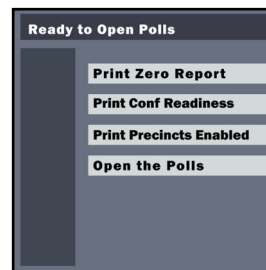 Ready to Open Polls
Print Zero Report
Print Conf Readiness
Print Precincts Enabled
Open the Polls